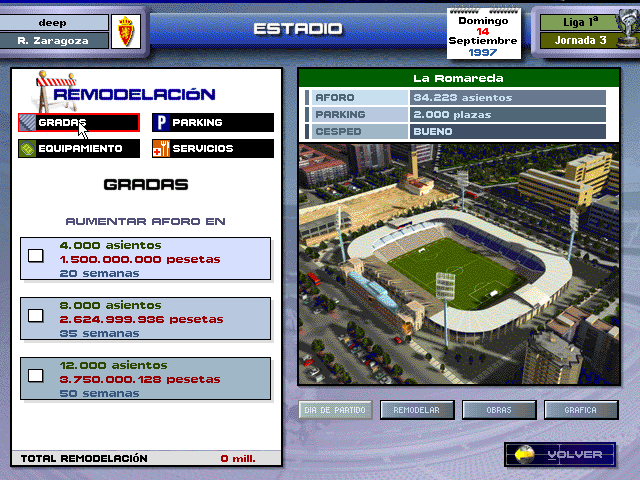 deep
R. Zaragoza
ESTADIO
Domingo
14
Septiembre
1997
Liga 1ª
Jornada 3
REMODELACIÓN
GRADAS
PARKING
EQUIPAMIENTO
SERVICIOS
GRADAS
AUMENTAR AFORO EN
4.000 asientos
1.500.000.000 pesetas
20 semanas
8.000 asientos
2.624.999.936 pesetas
35 semanas
12.000 asientos
3.750.000.128 pesetas
50 semanas
TOTAL REMODELACIÓN 0 mill.
La Romareda
AFORO 34.223 asientos
PARKING 2.000 plazas
CESPED BUENO
DIA DE PARTIDO
REMODELAR
OBRAS
GRAFICA
VOLVER